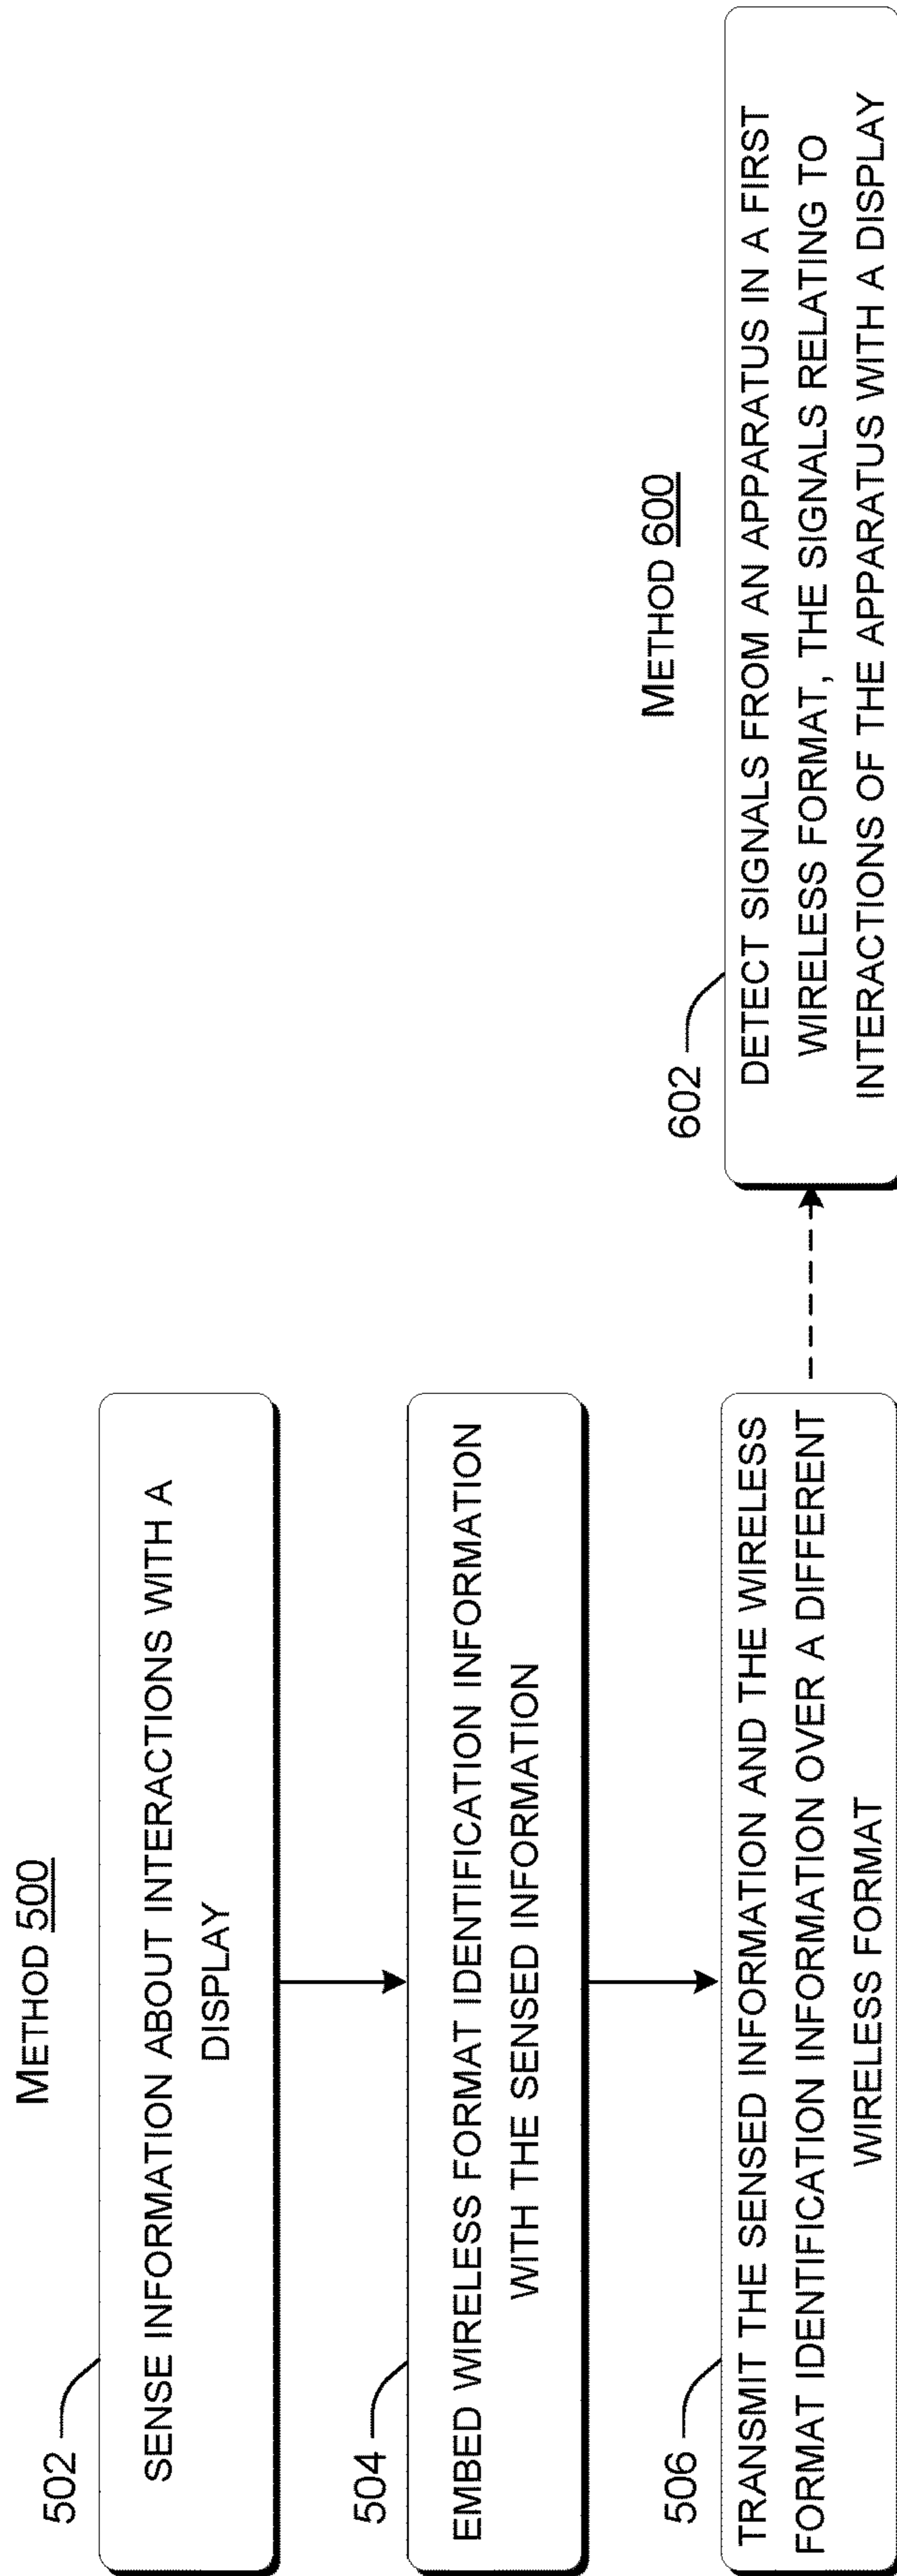 METHOD 500
502
SENSE INFORMATION ABOUT INTERACTIONS WITH A
DISPLAY
504
EMBED WIRELESS FORMAT IDENTIFICATION INFORMATION
WITH THE SENSED INFORMATION
506
TRANSMIT THE SENSED INFORMATION AND THE WIRELESS
FORMAT IDENTIFICATION INFORMATION OVER A DIFFERENT
WIRELESS FORMAT
METHOD 600
602
DETECT SIGNALS FROM AN APPARATUS IN A FIRST
WIRELESS FORMAT, THE SIGNALS RELATING TO
INTERACTIONS OF THE APPARATUS WITH A DISPLAY